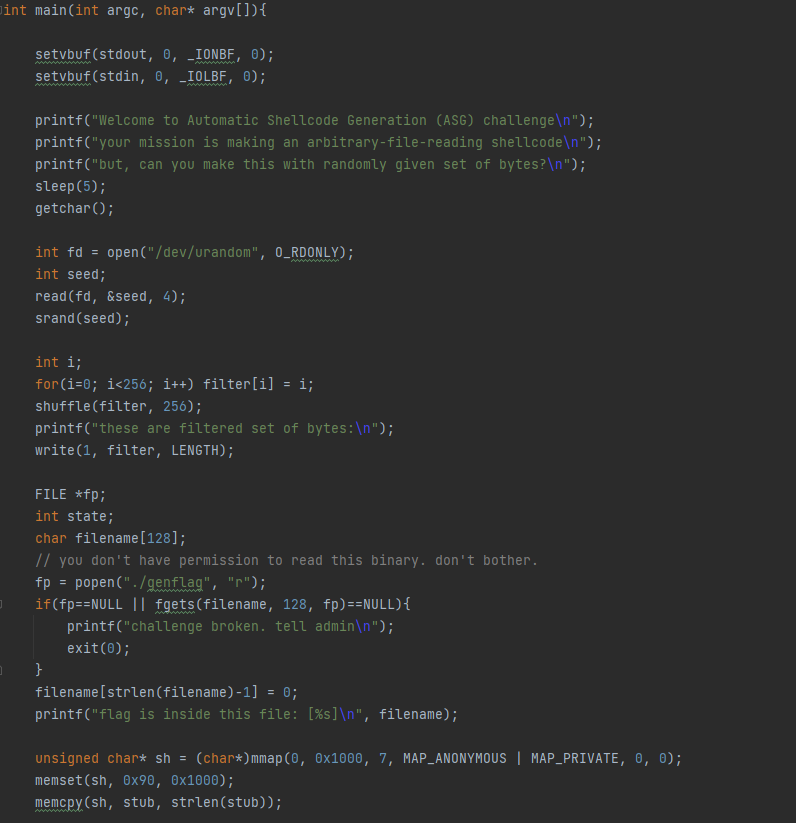 int main(int argc, char* argv[]){
setvbuf(stdout, 0, _IONBF, 0);
setvbuf(stdin, 0, _IOLBF, 0);
printf("Welcome to Automatic Shellcode Generation (ASG) challenge\n");
printf("your mission is making an arbitrary-file-reading shellcode\n");
printf("but, can you make this with randomly given set of bytes?\n");
sleep(5);
getchar();
int fd = open("/dev/urandom", O_RDONLY);
int seed;
read(fd, &seed, 4);
srand(seed);
int i;
for(i=0; i<256; i++) filter[i] = i;
shuffle(filter, 256);
printf("these are filtered set of bytes:\n");
write(1, filter, LENGTH);
FILE *fp;
int state;
char filename[128];
// you don't have permission to read this binary. don't bother.
fp = popen("./genflag", "r");
if(fp==NULL || fgets(filename, 128, fp)==NULL){
printf("challenge broken. tell admin\n");
exit(0);
}
filename[strlen(filename)-1] = 0;
printf("flag is inside this file: [%s]\n", filename);
unsigned char* sh = (char*)mmap(0, 0x1000, 7, MAP_ANONYMOUS | MAP_PRIVATE, 0, 0);
memset(sh, 0x90, 0x1000);
memcpy(sh, stub, strlen(stub));